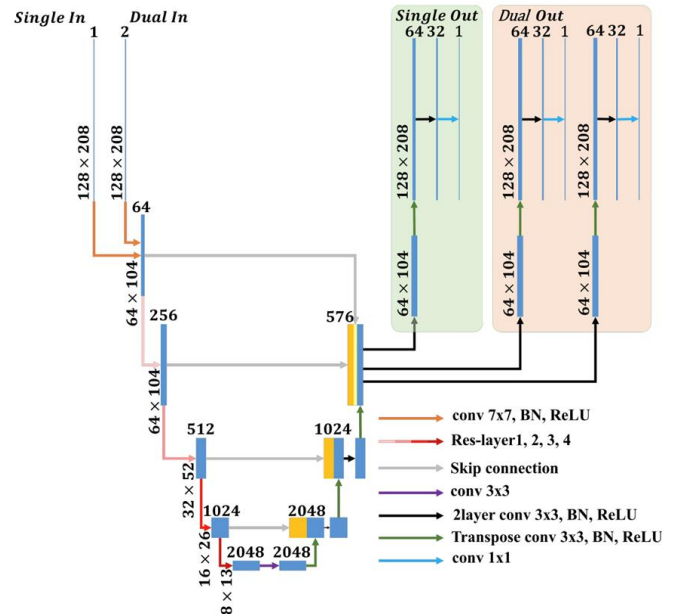 Single In
Dual In
1
2
128 × 208
128 × 208
64
64 × 104
256
64 × 104
512
32 × 52
1024
16 × 26
2048
2048
8 × 13
2048
1024
576
Single Out
64 32 1
128 × 208
64 × 104
Dual Out
64 32 1
64 32 1
128 × 208
128 × 208
64 × 104
64 × 104
conv 7x7, BN, ReLU
Res-layer1, 2, 3, 4
Skip connection
conv 3x3
2layer conv 3x3, BN, ReLU
Transpose conv 3x3, BN, ReLU
conv 1x1